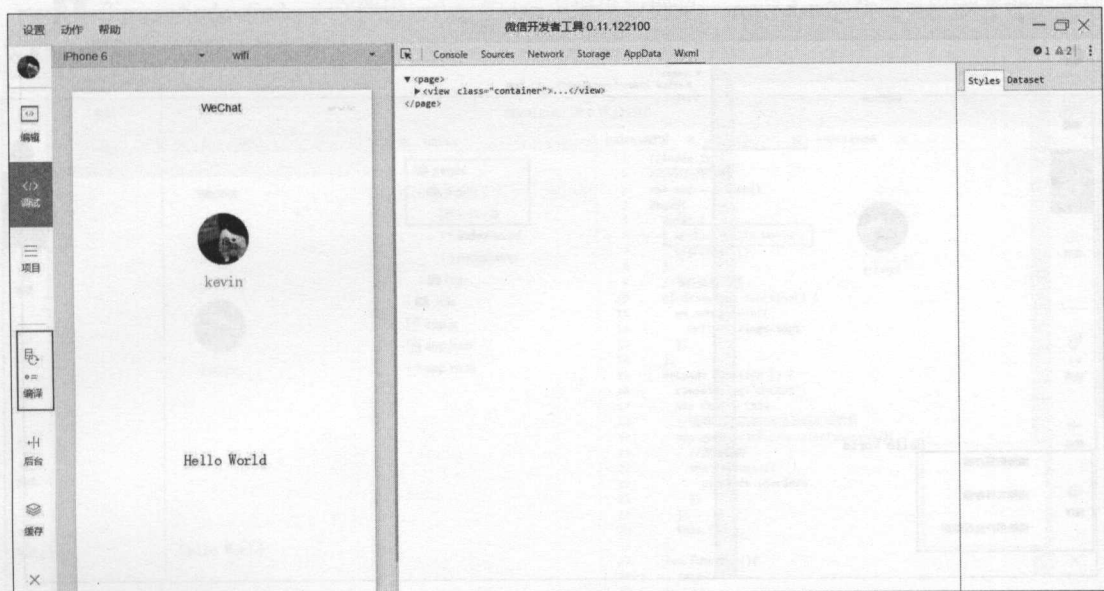 设置 动作 帮助 微信开发者工具 0.11.122100
iPhone 6 wifi
Console Sources Network Storage AppData Wxml 1 2
编辑
</>
调试
项目
编译
后台
缓存
WeChat
kevin
Hello World
▼<page>
▶<view class="container">...</view>
</page>
Styles Dataset